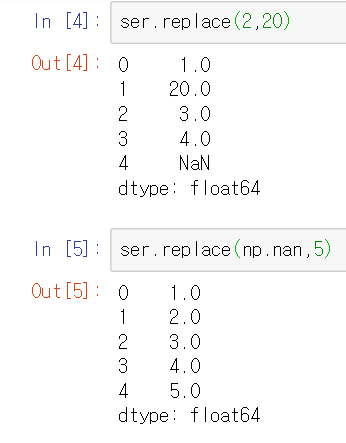 In [4]: ser.replace(2,20)
Out[4]: 0 1.0
1 20.0
2 3.0
3 4.0
4 NaN
dtype: float64
In [5]: ser.replace(np.nan,5)
Out[5]: 0 1.0
1 2.0
2 3.0
3 4.0
4 5.0
dtype: float64